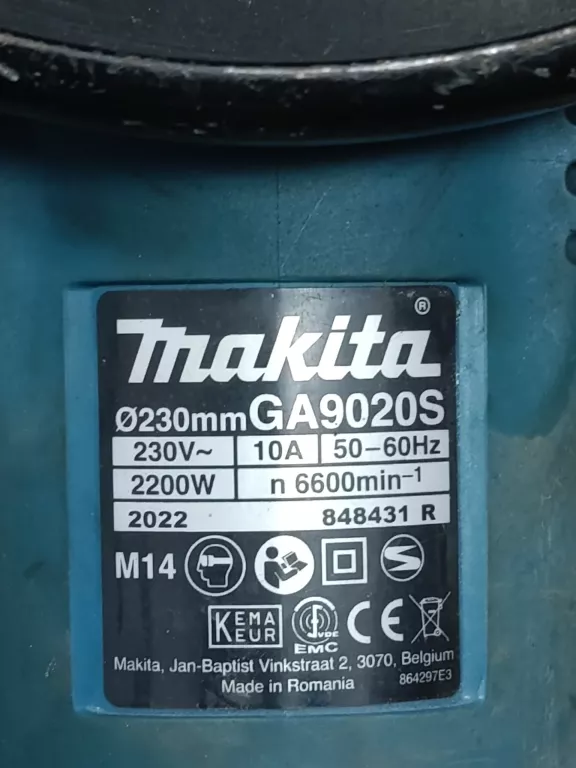 makita®
Ø230mm GA9020S
230V~ 10A 50–60Hz
2200W n 6600min⁻¹
2022 848431 R
M14
KEMA
KEUR
VDE
EMC
CE
Makita, Jan-Baptist Vinkstraat 2, 3070, Belgium
Made in Romania 864297E3